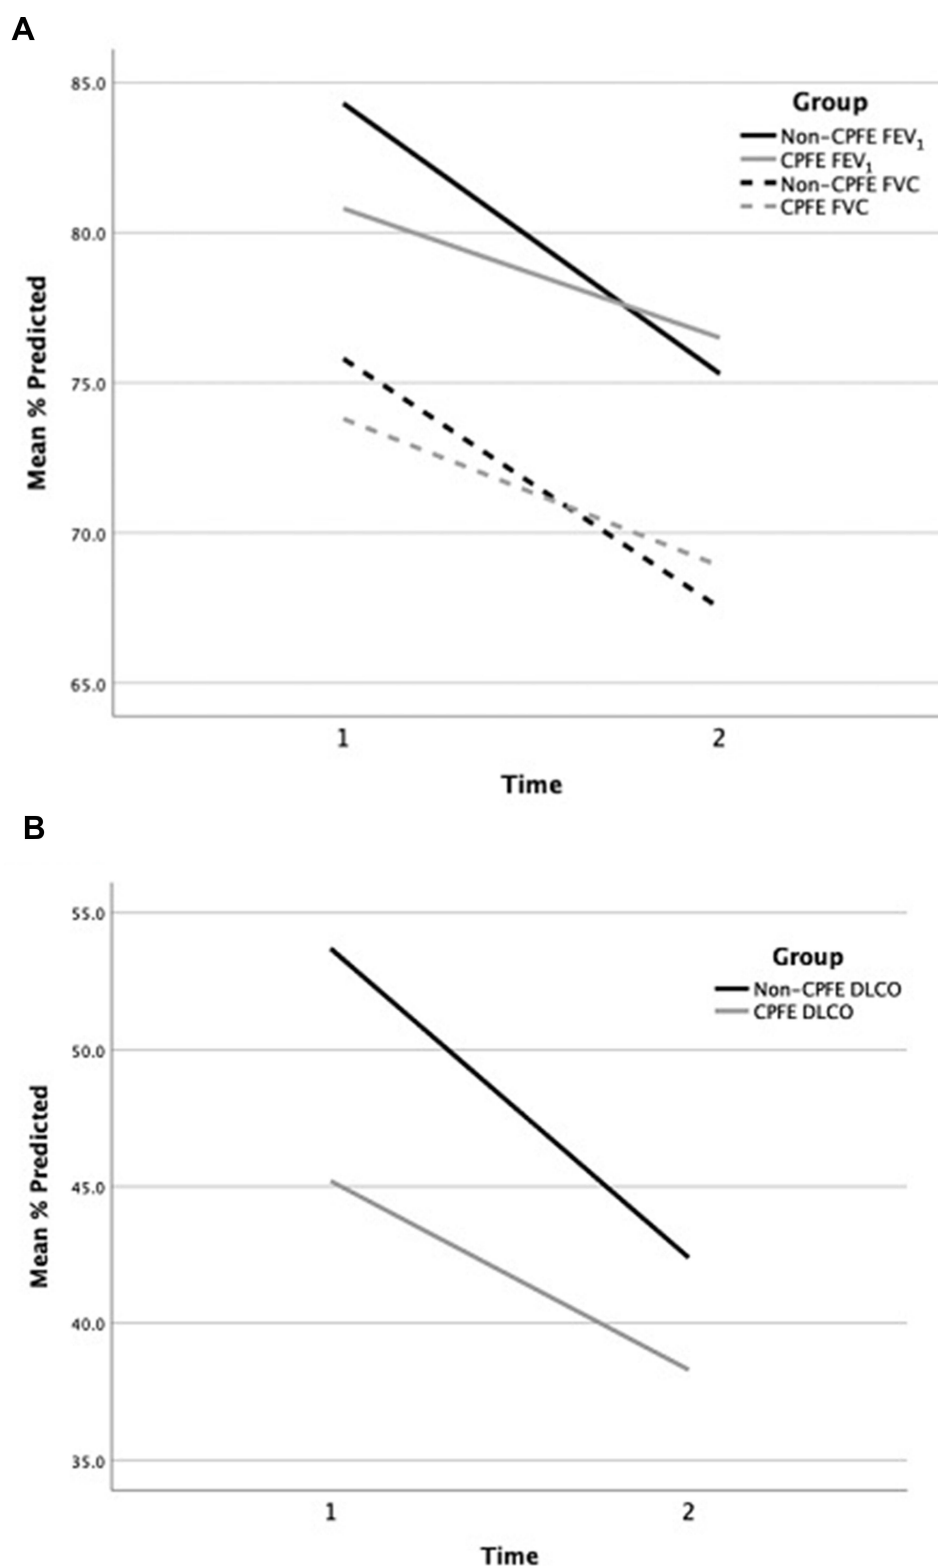 A
85.0
Group
Non-CPFE FEV₁
CPFE FEV₁
Non-CPFE FVC
CPFE FVC
80.0
Mean % Predicted
75.0
70.0
65.0
1 2
Time
B
55.0
Group
Non-CPFE DLCO
CPFE DLCO
50.0
Mean % Predicted
45.0
40.0
35.0
1 2
Time